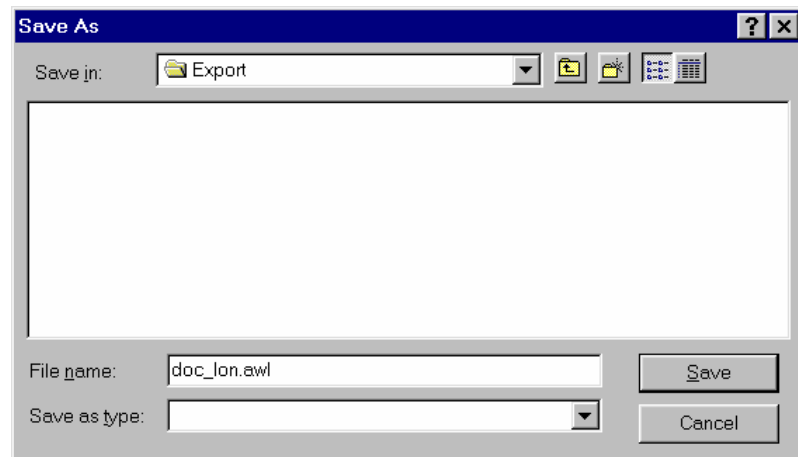 Save As
Save in: Export
File name: doc_lon.awl
Save
Save as type:
Cancel